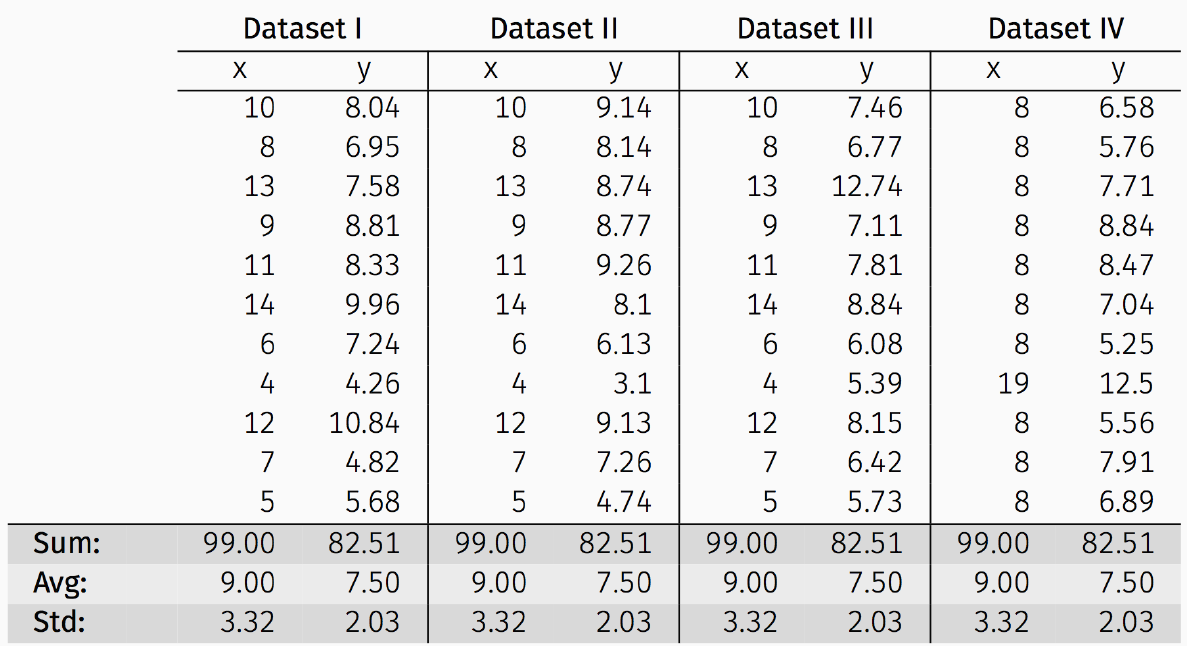 Dataset I Dataset II Dataset III Dataset IV
x y x y x y x y
10 8.04 10 9.14 10 7.46 8 6.58
8 6.95 8 8.14 8 6.77 8 5.76
13 7.58 13 8.74 13 12.74 8 7.71
9 8.81 9 8.77 9 7.11 8 8.84
11 8.33 11 9.26 11 7.81 8 8.47
14 9.96 14 8.1 14 8.84 8 7.04
6 7.24 6 6.13 6 6.08 8 5.25
4 4.26 4 3.1 4 5.39 19 12.5
12 10.84 12 9.13 12 8.15 8 5.56
7 4.82 7 7.26 7 6.42 8 7.91
5 5.68 5 4.74 5 5.73 8 6.89
Sum: 99.00 82.51 99.00 82.51 99.00 82.51 99.00 82.51
Avg: 9.00 7.50 9.00 7.50 9.00 7.50 9.00 7.50
Std: 3.32 2.03 3.32 2.03 3.32 2.03 3.32 2.03